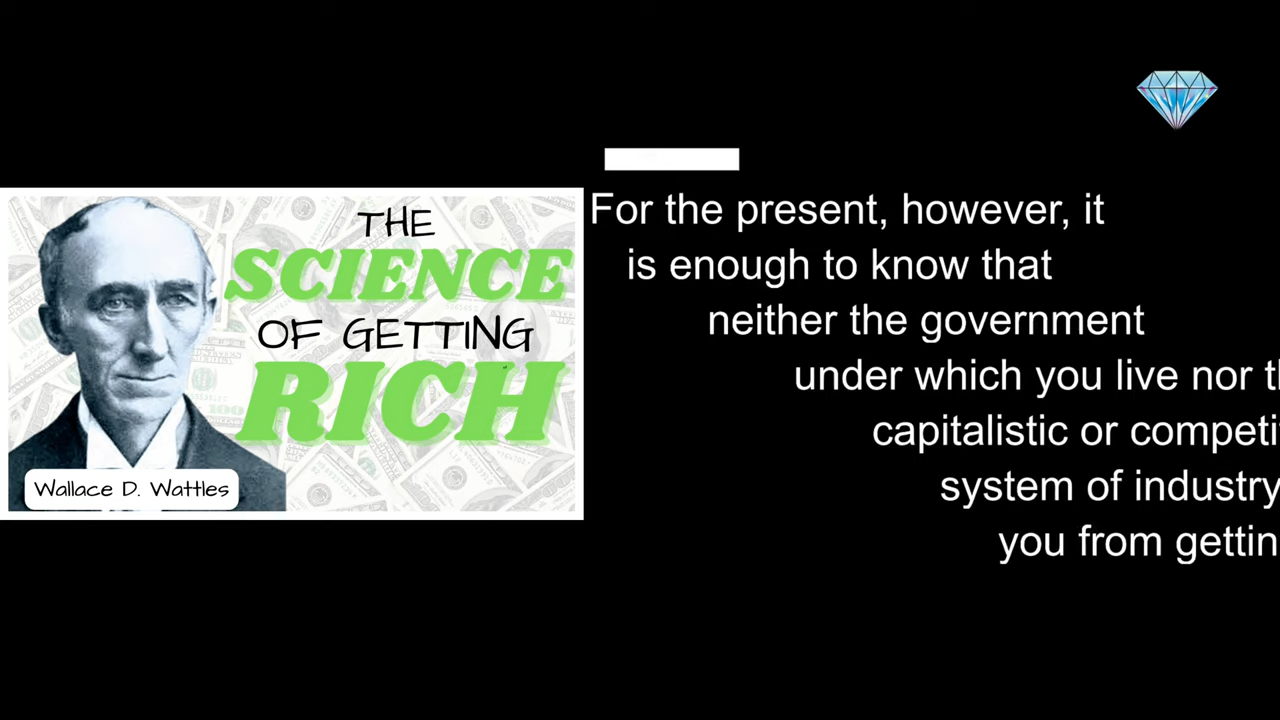 THE
SCIENCE
OF GETTING
RICH
Wallace D. Wattles
For the present, however, it
is enough to know that
neither the government
under which you live nor
capitalistic or
system of industry
you from